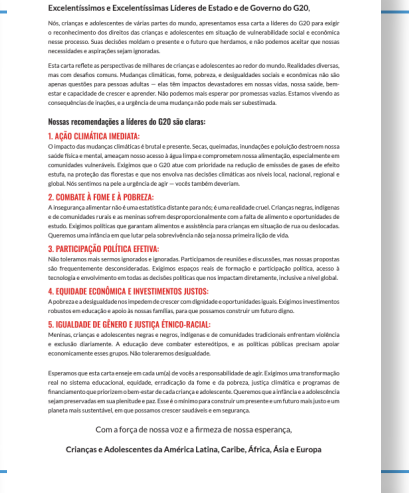 Excelentíssimos e Excelentíssimas Líderes de Estado e de Governo do G20,
Nós, crianças e adolescentes de várias partes do mundo, apresentamos essa carta a líderes do G20 para exigir
o reconhecimento dos direitos das crianças e adolescentes em situação de vulnerabilidade social e econômica
nesse processo. Suas decisões moldam o presente e o futuro que herdamos, e não podemos aceitar que nossas
necessidades e aspirações sejam ignoradas.
Esta carta reflete as perspectivas de milhares de crianças e adolescentes ao redor do mundo. Realidades diversas,
mas com desafios comuns. Mudanças climáticas, fome, pobreza, e desigualdades sociais e econômicas não são
apenas questões para pessoas adultas — elas têm impactos devastadores em nossas vidas, nossa saúde, bem-
estar e capacidade de crescer e aprender. Não podemos mais esperar por promessas vazias. Estamos vivendo as
consequências de inações, e a urgência de uma mudança não pode mais ser subestimada.
Nossas recomendações a líderes do G20 são claras:
1. AÇÃO CLIMÁTICA IMEDIATA:
O impacto das mudanças climáticas é brutal e presente. Secas, queimadas, inundações e poluição destroem nossa
saúde física e mental, ameaçam nosso acesso à água limpa e comprometem nossa alimentação, especialmente em
comunidades vulneráveis. Exigimos que o G20 atue com prioridade na redução de emissões de gases de efeito
estufa, na proteção das florestas e que nos envolva nas decisões climáticas aos níveis local, nacional, regional e
global. Nós sentimos na pele a urgência de agir — vocês também deveriam.
2. COMBATE À FOME E À POBREZA:
A insegurança alimentar não é uma estatística distante para nós; é uma realidade cruel. Crianças negras, indígenas
e de comunidades rurais e as meninas sofrem desproporcionalmente com a falta de alimento e oportunidades de
estudo. Exigimos políticas que garantam alimentos e assistência para crianças em situação de rua ou deslocadas.
Queremos uma infância em que lutar pela sobrevivência não seja nossa primeira lição de vida.
3. PARTICIPAÇÃO POLÍTICA EFETIVA:
Não toleramos mais sermos ignorados e ignoradas. Participamos de reuniões e discussões, mas nossas propostas
são frequentemente desconsideradas. Exigimos espaços reais de formação e participação política, acesso à
tecnologia e envolvimento em todas as decisões políticas que nos impactam diretamente, inclusive a nível global.
4. EQUIDADE ECONÔMICA E INVESTIMENTOS JUSTOS:
A pobreza e a desigualdade nos impedem de crescer com dignidade e oportunidades iguais. Exigimos investimentos
robustos em educação e apoio às nossas famílias, para que possamos construir um futuro digno.
5. IGUALDADE DE GÊNERO E JUSTIÇA ÉTNICO-RACIAL:
Meninas, crianças e adolescentes negras e negros, indígenas e de comunidades tradicionais enfrentam violência
e exclusão diariamente. A educação deve combater estereótipos, e as políticas públicas precisam apoiar
economicamente esses grupos. Não toleraremos desigualdade.
Esperamos que esta carta enseje em cada um(a) de vocês a responsabilidade de agir. Exigimos uma transformação
real no sistema educacional, equidade, erradicação da fome e da pobreza, justiça climática e programas de
financiamento que priorizem o bem-estar de cada criança e adolescente. Queremos que a infância e a adolescência
sejam preservadas em sua plenitude e paz. Esse é o mínimo para construir um presente e um futuro mais justo e um
planeta mais sustentável, em que possamos crescer saudáveis e em segurança.
Com a força de nossa voz e a firmeza de nossa esperança,
Crianças e Adolescentes da América Latina, Caribe, África, Ásia e Europa